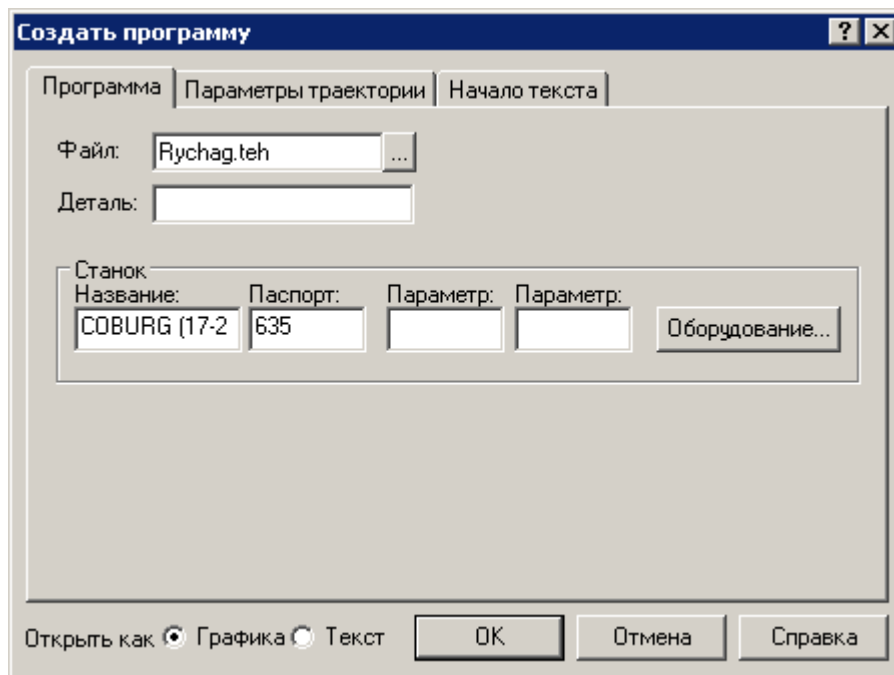 Создать программу
Программа Параметры траектории Начало текста
Файл: Rychag.teh ...
Деталь:
Станок
Название: Паспорт: Параметр: Параметр:
COBURG (17-2 635 Оборудование...
Открыть как Графика Текст OK Отмена Справка